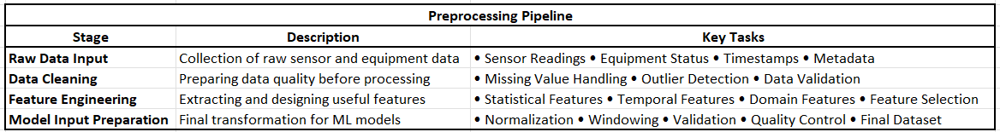 Preprocessing Pipeline
Stage Description Key Tasks
Raw Data Input Collection of raw sensor and equipment data • Sensor Readings • Equipment Status • Timestamps • Metadata
Data Cleaning Preparing data quality before processing • Missing Value Handling • Outlier Detection • Data Validation
Feature Engineering Extracting and designing useful features • Statistical Features • Temporal Features • Domain Features • Feature Selection
Model Input Preparation Final transformation for ML models • Normalization • Windowing • Validation • Quality Control • Final Dataset